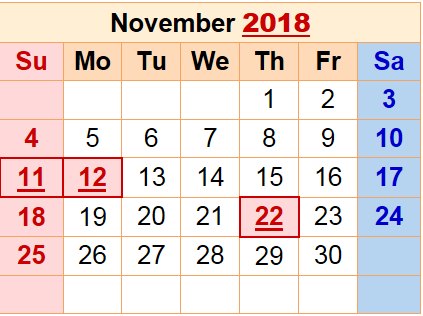 November 2018
Su Mo Tu We Th Fr Sa
1 2 3
4 5 6 7 8 9 10
11 12 13 14 15 16 17
18 19 20 21 22 23 24
25 26 27 28 29 30